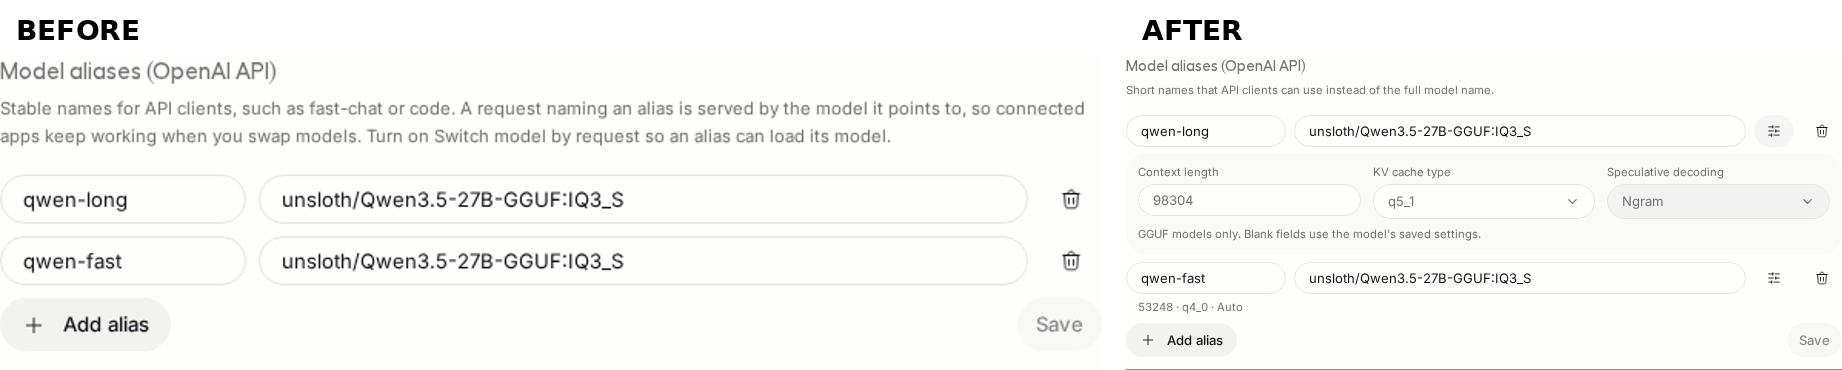 BEFORE
Model aliases (OpenAI API)
Stable names for API clients, such as fast-chat or code. A request naming an alias is served by the model it points to, so connected
apps keep working when you swap models. Turn on Switch model by request so an alias can load its model.
qwen-long unsloth/Qwen3.5-27B-GGUF:IQ3_S
qwen-fast unsloth/Qwen3.5-27B-GGUF:IQ3_S
+ Add alias Save
AFTER
Model aliases (OpenAI API)
Short names that API clients can use instead of the full model name.
qwen-long unsloth/Qwen3.5-27B-GGUF:IQ3_S
Context length KV cache type Speculative decoding
98304 q5_1 Ngram
GGUF models only. Blank fields use the model's saved settings.
qwen-fast unsloth/Qwen3.5-27B-GGUF:IQ3_S
53248 · q4_0 · Auto
+ Add alias Save